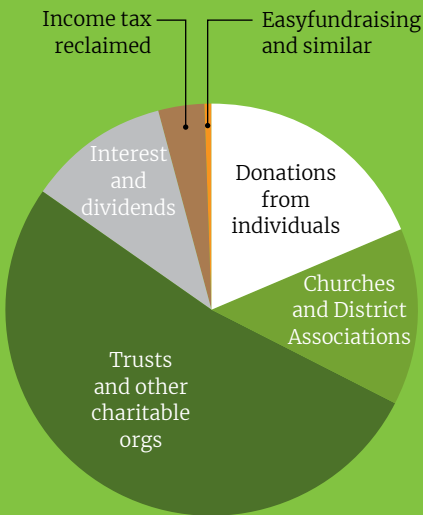 Income tax
reclaimed
Easyfundraising
and similar
Interest
and
dividends
Donations
from
individuals
Churches
and District
Associations
Trusts
and other
charitable
orgs